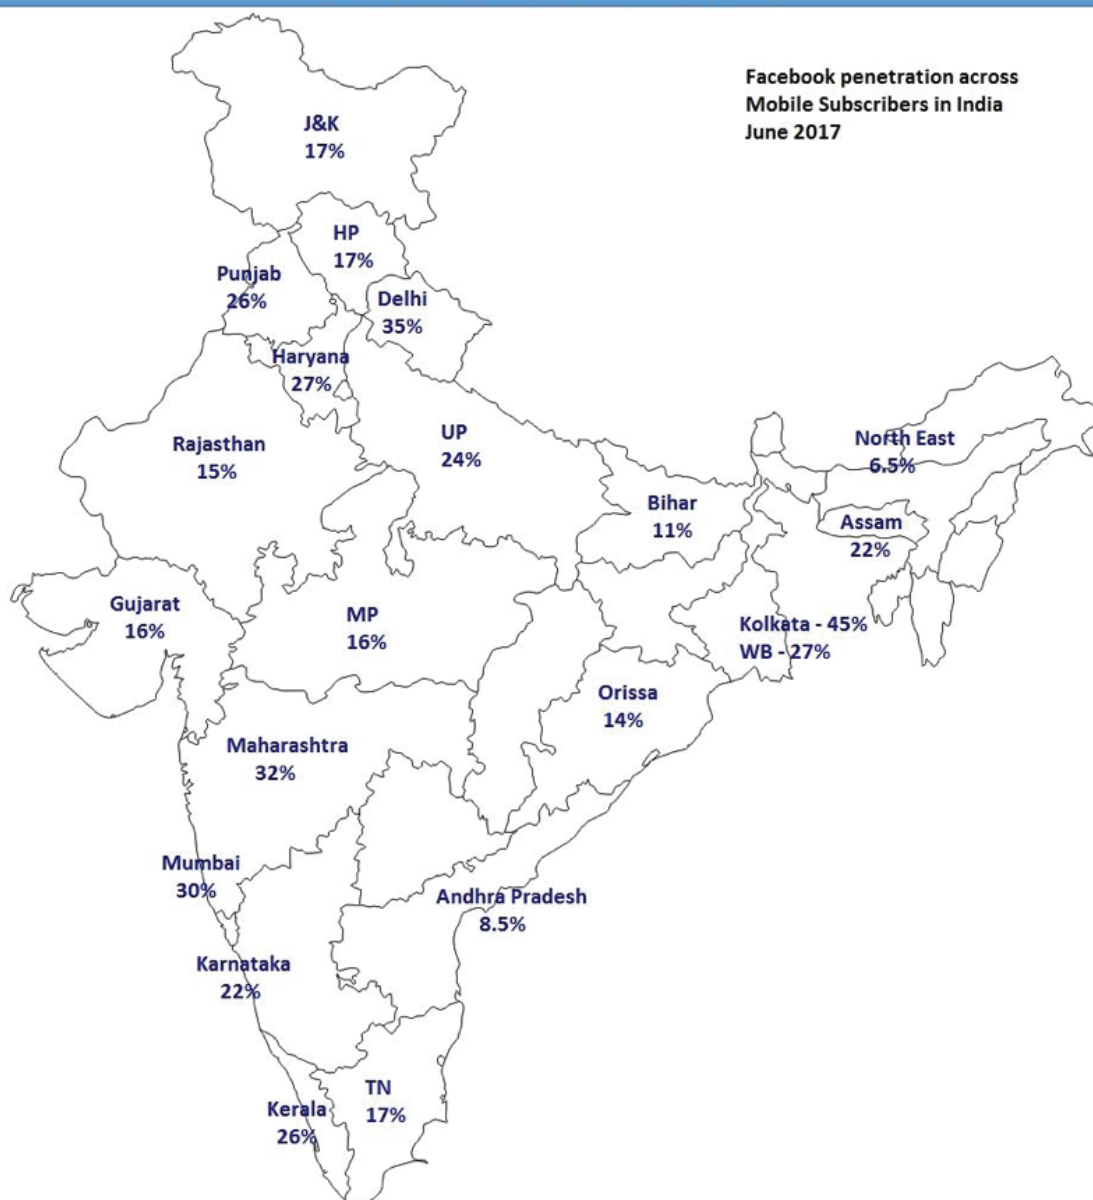 Facebook penetration across
Mobile Subscribers in India
June 2017
J&K
17%
HP
17%
Punjab
26%
Delhi
35%
Haryana
27%
Rajasthan
15%
UP
24%
North East
6.5%
Bihar
11%
Assam
22%
Gujarat
16%
MP
16%
Kolkata - 45%
WB - 27%
Orissa
14%
Maharashtra
32%
Mumbai
30%
Andhra Pradesh
8.5%
Karnataka
22%
TN
17%
Kerala
26%